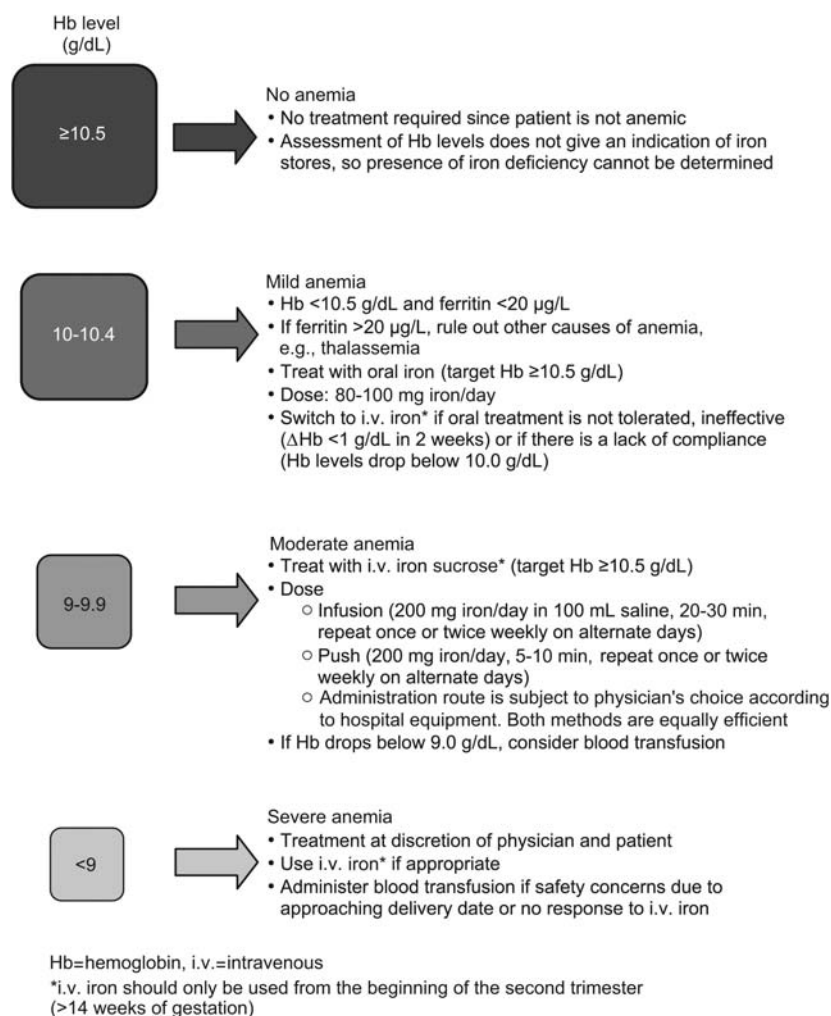 Hb level
(g/dL)
≥10.5
No anemia
• No treatment required since patient is not anemic
• Assessment of Hb levels does not give an indication of iron
stores, so presence of iron deficiency cannot be determined
10-10.4
Mild anemia
• Hb <10.5 g/dL and ferritin <20 µg/L
• If ferritin >20 µg/L, rule out other causes of anemia,
e.g., thalassemia
• Treat with oral iron (target Hb ≥10.5 g/dL)
• Dose: 80-100 mg iron/day
• Switch to i.v. iron* if oral treatment is not tolerated, ineffective
(ΔHb <1 g/dL in 2 weeks) or if there is a lack of compliance
(Hb levels drop below 10.0 g/dL)
9-9.9
Moderate anemia
• Treat with i.v. iron sucrose* (target Hb ≥10.5 g/dL)
• Dose
○ Infusion (200 mg iron/day in 100 mL saline, 20-30 min,
repeat once or twice weekly on alternate days)
○ Push (200 mg iron/day, 5-10 min, repeat once or twice
weekly on alternate days)
○ Administration route is subject to physician's choice according
to hospital equipment. Both methods are equally efficient
• If Hb drops below 9.0 g/dL, consider blood transfusion
<9
Severe anemia
• Treatment at discretion of physician and patient
• Use i.v. iron* if appropriate
• Administer blood transfusion if safety concerns due to
approaching delivery date or no response to i.v. iron
Hb=hemoglobin, i.v.=intravenous
*i.v. iron should only be used from the beginning of the second trimester
(>14 weeks of gestation)